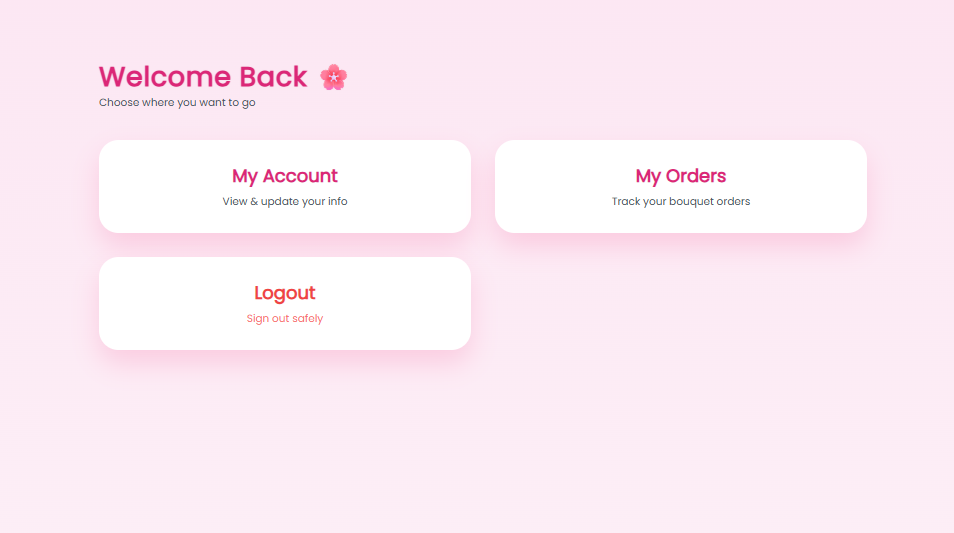 Welcome Back 🌸
Choose where you want to go
My Account
View & update your info
My Orders
Track your bouquet orders
Logout
Sign out safely